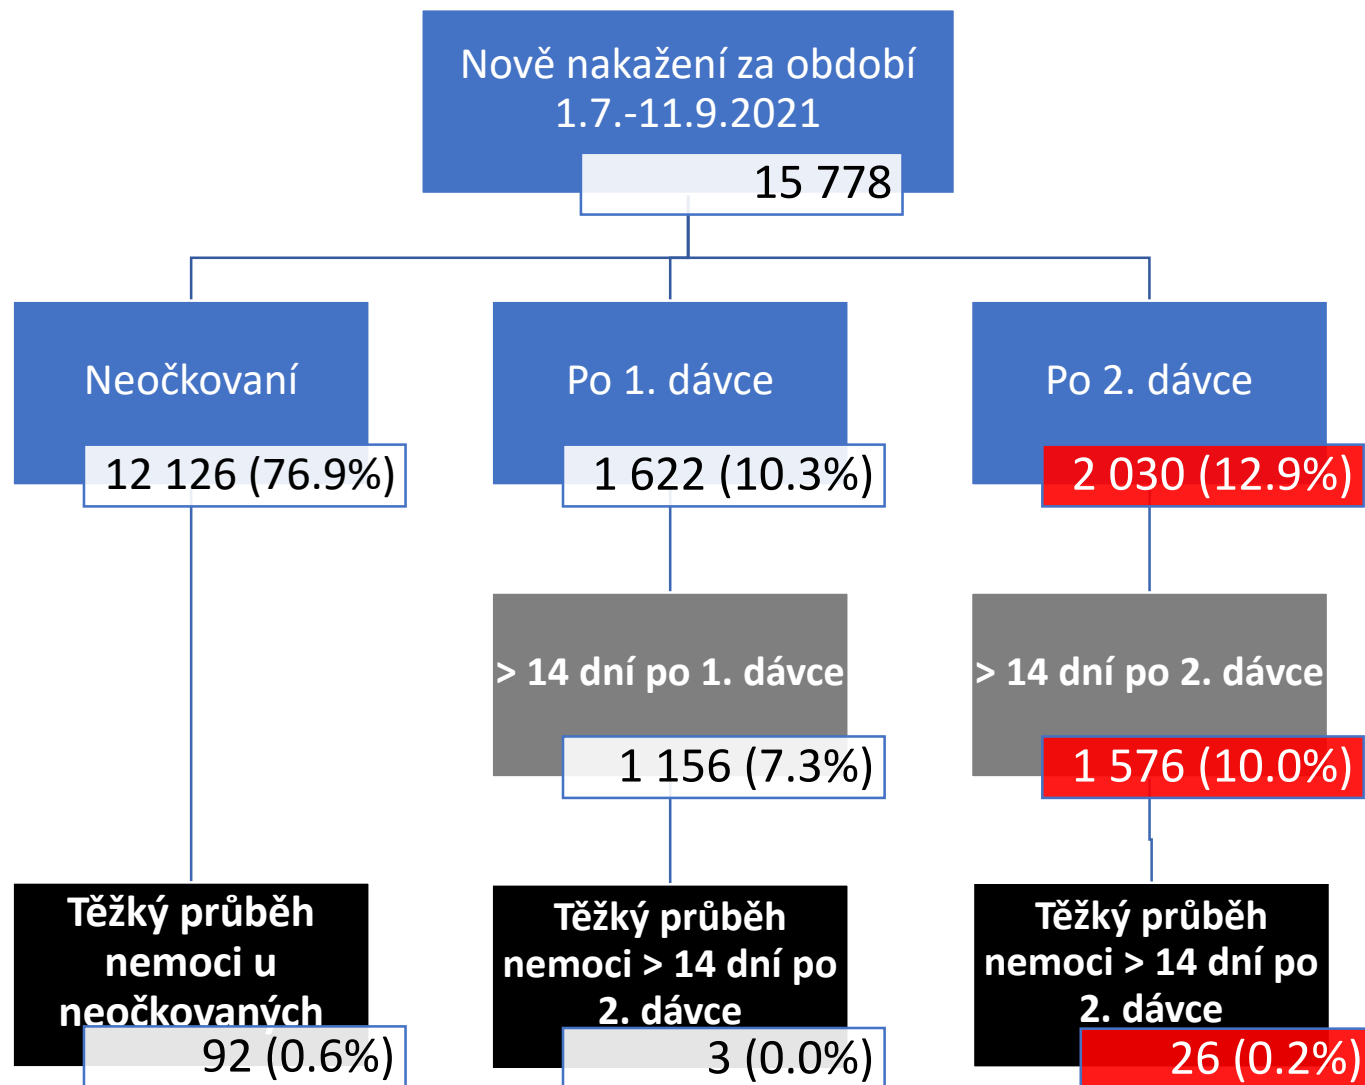 Nově nakažení za období
1.7.-11.9.2021
15 778
Neočkovaní
12 126 (76.9%)
Po 1. dávce
1 622 (10.3%)
Po 2. dávce
2 030 (12.9%)
> 14 dní po 1. dávce
1 156 (7.3%)
> 14 dní po 2. dávce
1 576 (10.0%)
Těžký průběh
nemoci u
neočkovaných
92 (0.6%)
Těžký průběh
nemoci > 14 dní po
2. dávce
3 (0.0%)
Těžký průběh
nemoci > 14 dní po
2. dávce
26 (0.2%)